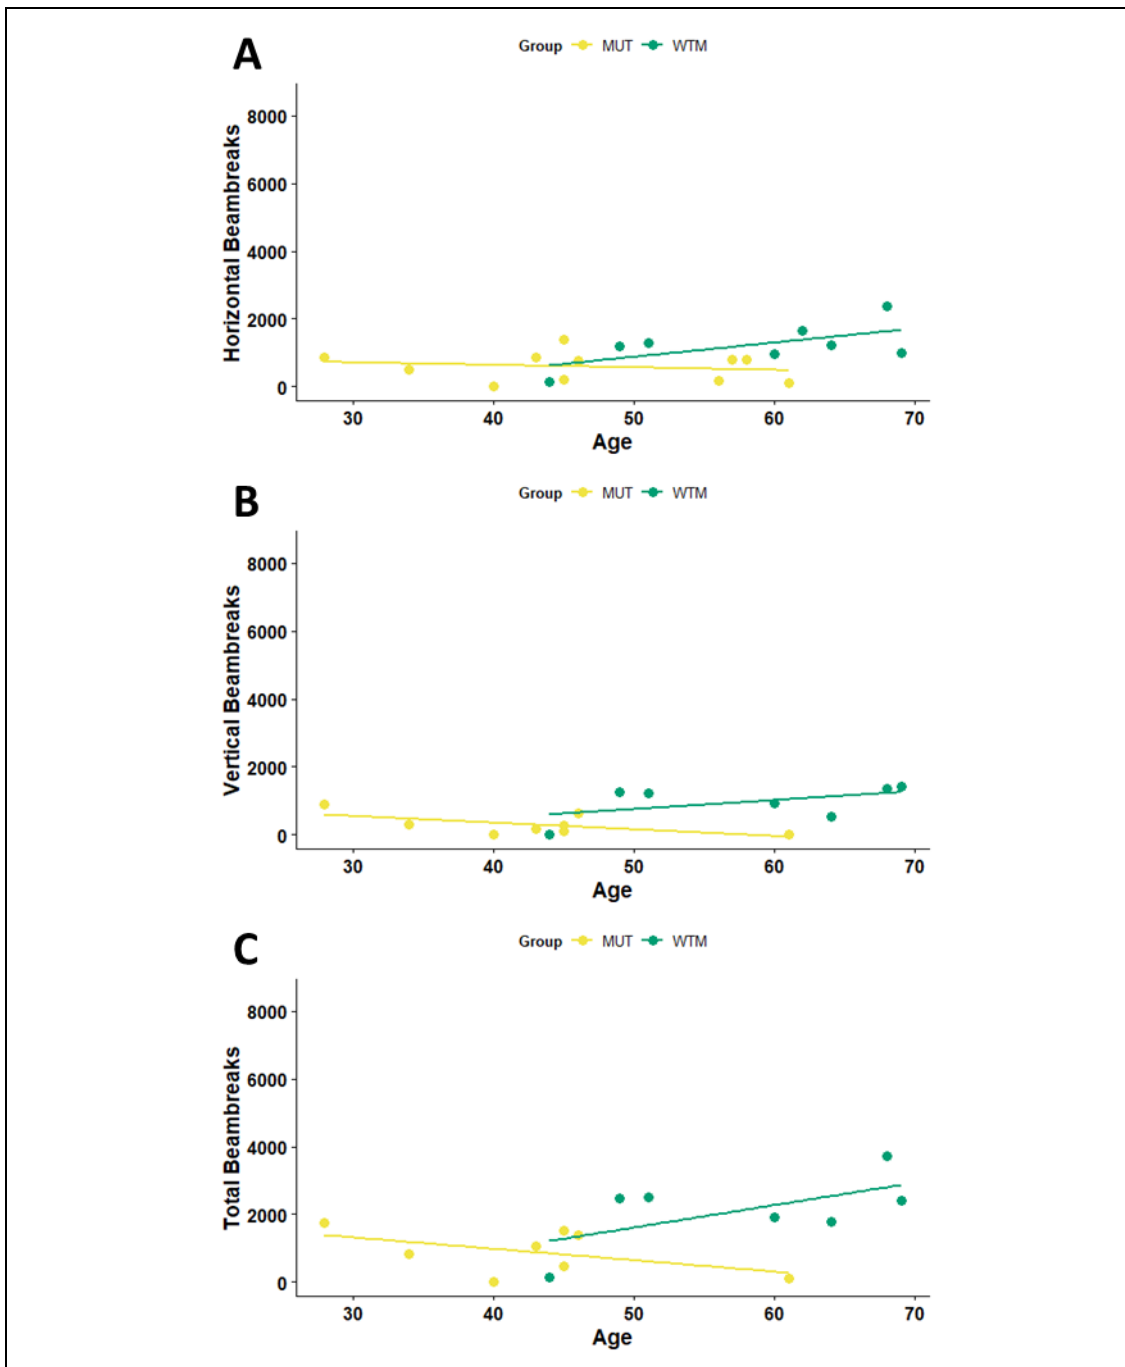 A
Group MUT WTM
8000
6000
4000
2000
0
Horizontal Beambreaks
30 40 50 60 70
Age
B
Group MUT WTM
8000
6000
4000
2000
0
Vertical Beambreaks
30 40 50 60 70
Age
C
Group MUT WTM
8000
6000
4000
2000
0
Total Beambreaks
30 40 50 60 70
Age